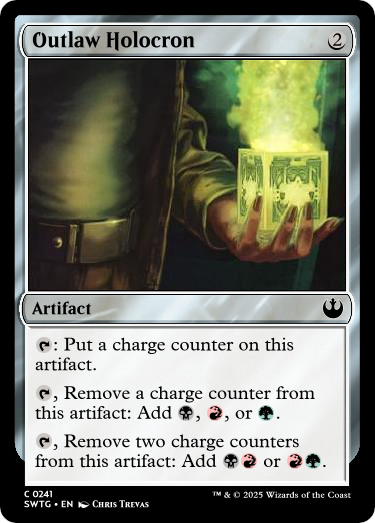 Outlaw Holocron 2
Artifact
: Put a charge counter on this
artifact.
, Remove a charge counter from
this artifact: Add , , or .
, Remove two charge counters
from this artifact: Add or .
C 0241
SWTG • EN Chris Trevas
™ & © 2025 Wizards of the Coast